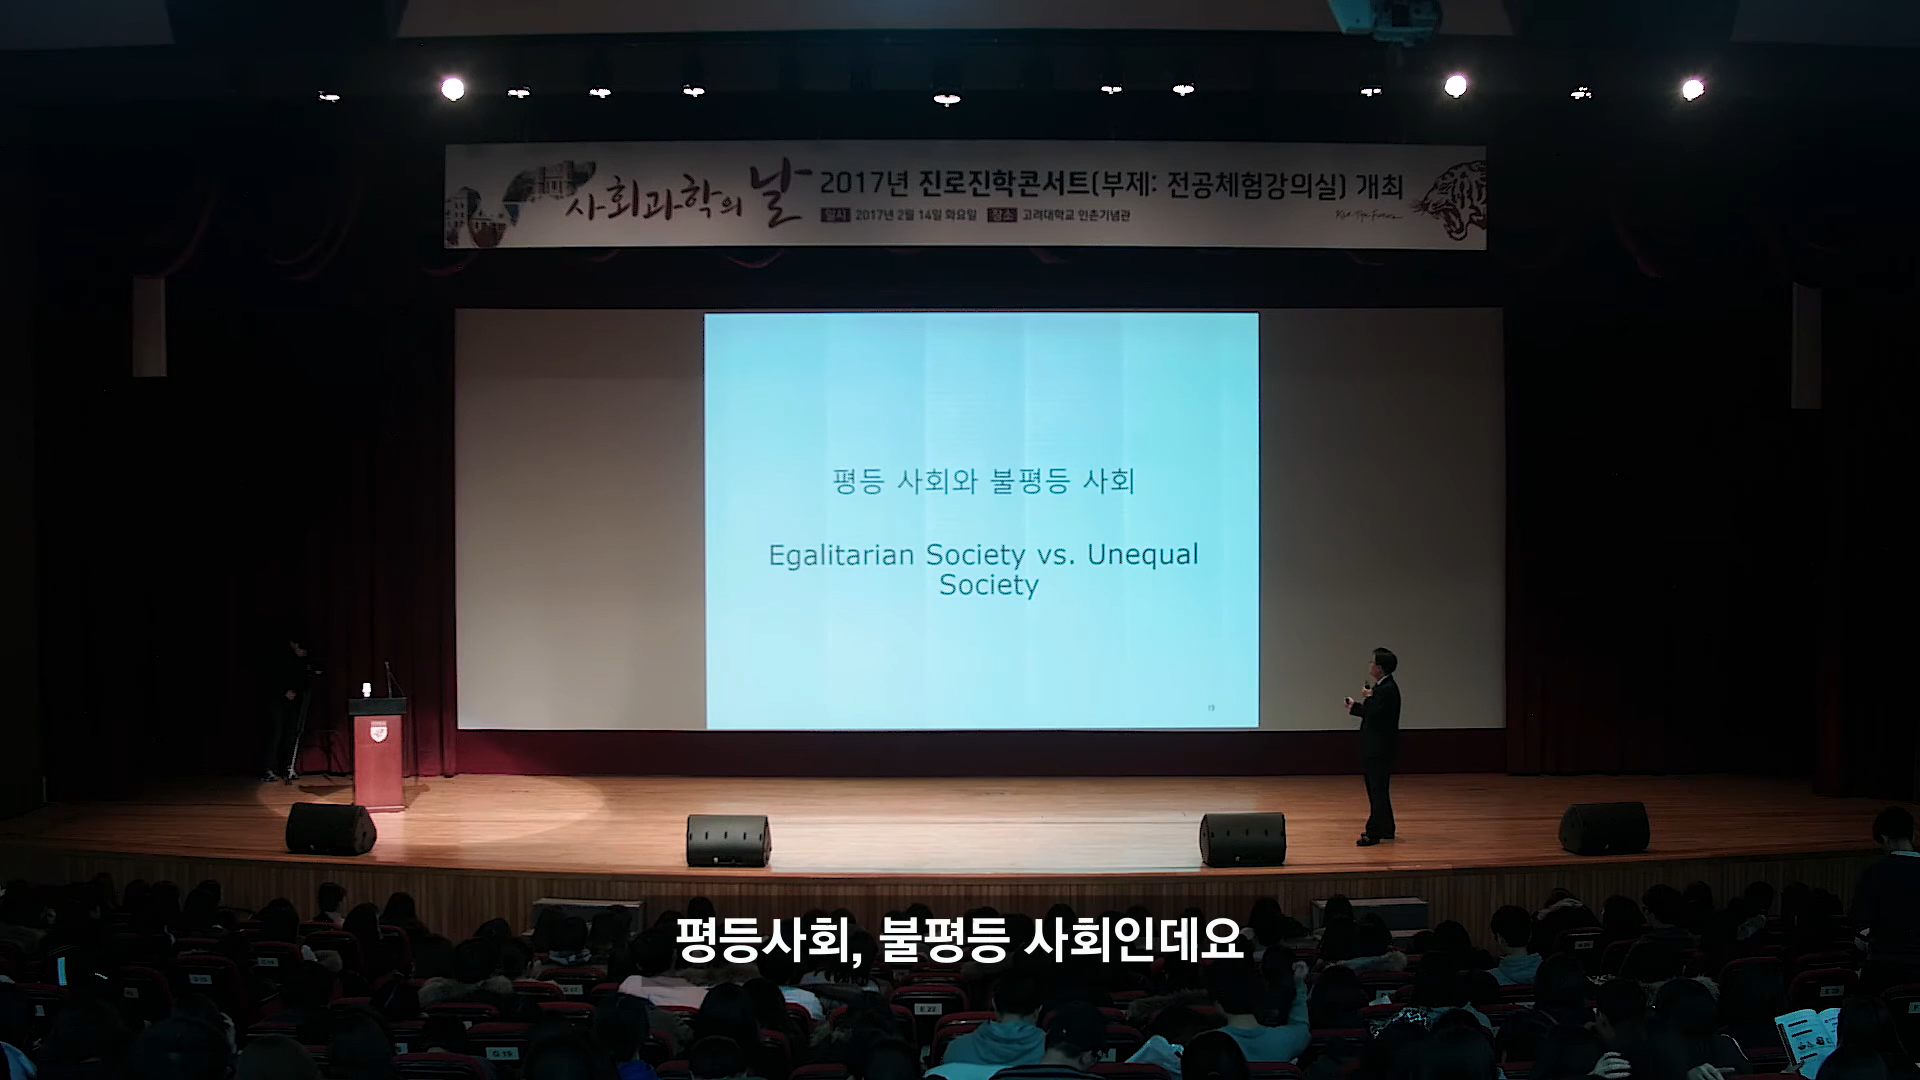 사회과학의 날 2017년 진로진학콘서트(부제: 전공체험강의실) 개최
일시 2017년 2월 14일 화요일 장소 고려대학교 인촌기념관
평등 사회와 불평등 사회
Egalitarian Society vs. Unequal
Society
평등사회, 불평등 사회인데요
E 22
G 19